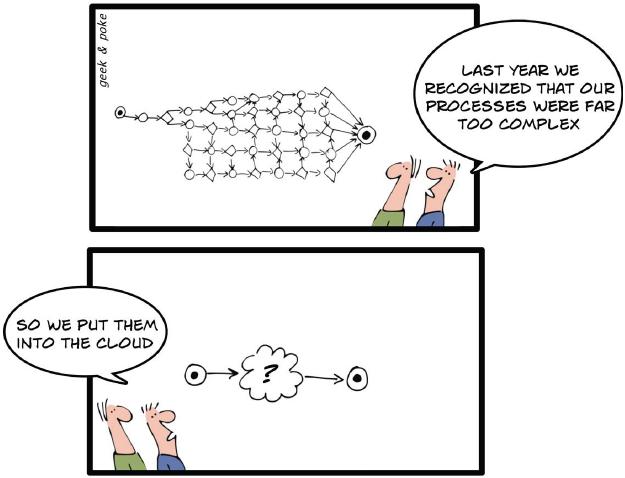 geek & poke
LAST YEAR WE
RECOGNIZED THAT OUR
PROCESSES WERE FAR
TOO COMPLEX
SO WE PUT THEM
INTO THE CLOUD
?